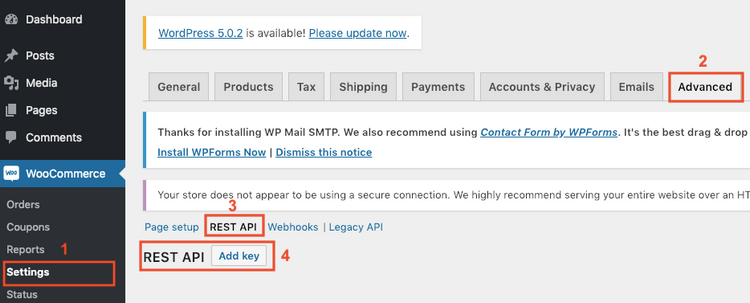 Dashboard
Posts
Media
Pages
Comments
WooCommerce
Orders
Coupons
Reports 1
Settings
Status
WordPress 5.0.2 is available! Please update now.
2
General Products Tax Shipping Payments Accounts & Privacy Emails Advanced
Thanks for installing WP Mail SMTP. We also recommend using Contact Form by WPForms. It's the best drag & drop
Install WPForms Now | Dismiss this notice
Your store does not appear to be using a secure connection. We highly recommend serving your entire website over an HT
3
Page setup REST API Webhooks | Legacy API
REST API Add key 4